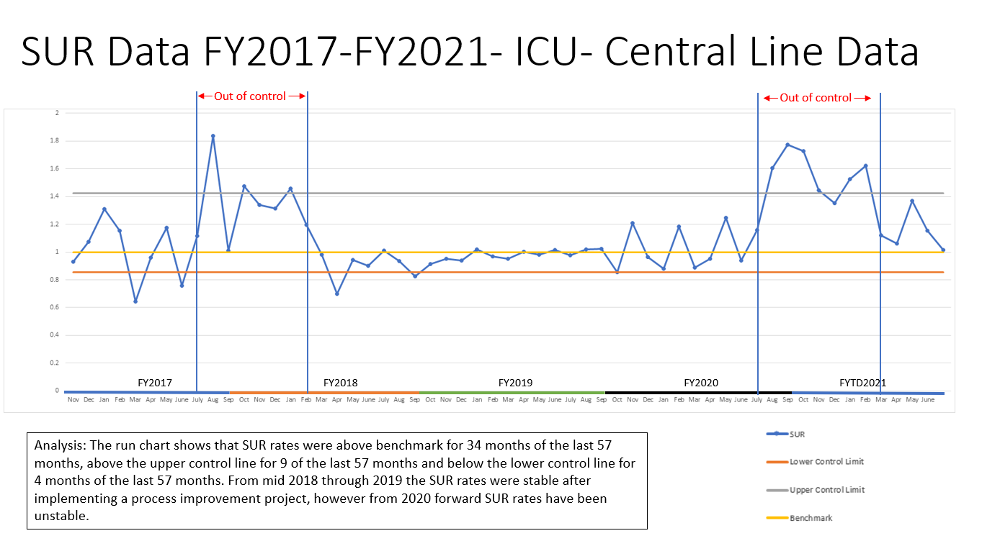 SUR Data FY2017-FY2021- ICU- Central Line Data
Out of control
Out of control
2
1.8
1.6
1.4
1.2
1
0.8
0.6
0.4
0.2
0
FY2017 FY2018 FY2019 FY2020 FYTD2021
Nov Dec Jan Feb Mar Apr May June July Aug Sep Oct Nov Dec Jan Feb Mar Apr May June July Aug Sep Oct Nov Dec Jan Feb Mar Apr May June July Aug Sep Oct Nov Dec Jan Feb Mar Apr May June July Aug Sep Oct Nov Dec Jan Feb Mar Apr May June
Analysis: The run chart shows that SUR rates were above benchmark for 34 months of the last 57
months, above the upper control line for 9 of the last 57 months and below the lower control line for
4 months of the last 57 months. From mid 2018 through 2019 the SUR rates were stable after
implementing a process improvement project, however from 2020 forward SUR rates have been
unstable.
SUR
Lower Control Limit
Upper Control Limit
Benchmark